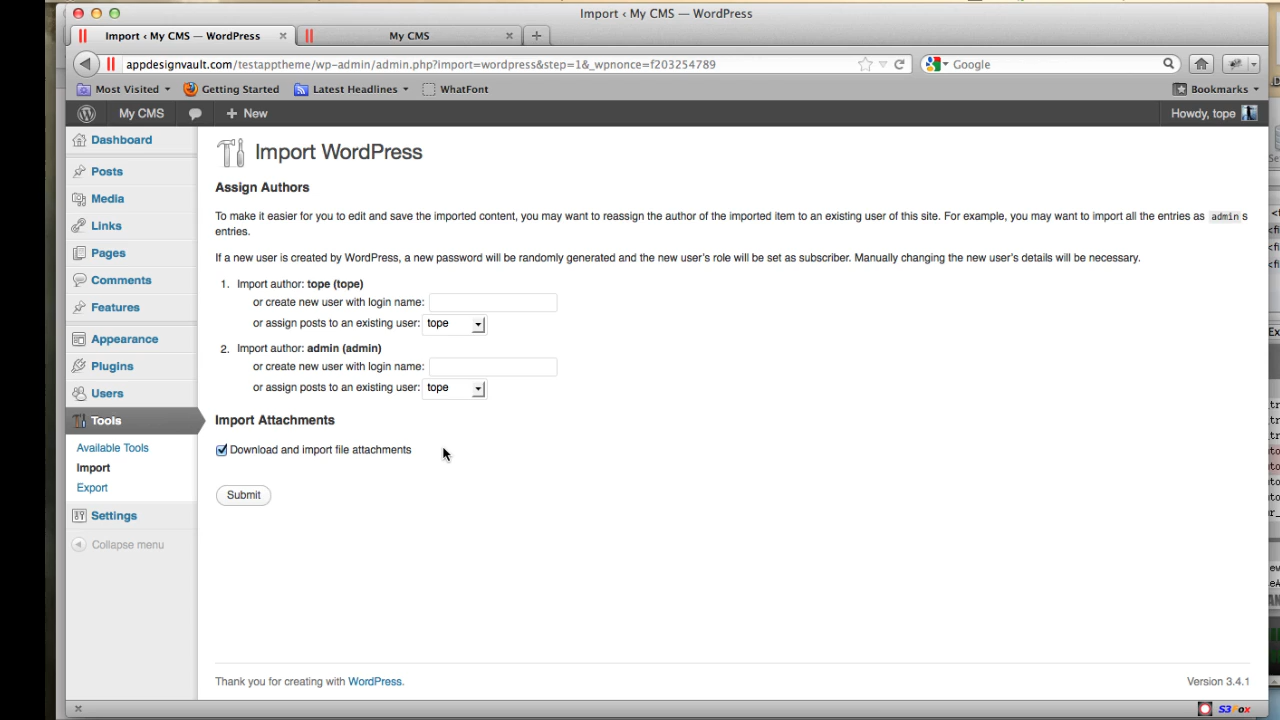 Import ‹ My CMS — WordPress
Import ‹ My CMS — WordPress
My CMS
appdesignvault.com/testapptheme/wp-admin/admin.php?import=wordpress&step=1&_wpnonce=f203254789
Google
Most Visited
Getting Started
Latest Headlines
WhatFont
Bookmarks
My CMS
New
Howdy, tope
Dashboard
Posts
Media
Links
Pages
Comments
Features
Appearance
Plugins
Users
Tools
Available Tools
Import
Export
Settings
Collapse menu
Import WordPress
Assign Authors
To make it easier for you to edit and save the imported content, you may want to reassign the author of the imported item to an existing user of this site. For example, you may want to import all the entries as admin s
entries.
If a new user is created by WordPress, a new password will be randomly generated and the new user's role will be set as subscriber. Manually changing the new user's details will be necessary.
1. Import author: tope (tope)
or create new user with login name:
or assign posts to an existing user: tope
2. Import author: admin (admin)
or create new user with login name:
or assign posts to an existing user: tope
Import Attachments
Download and import file attachments
Submit
Thank you for creating with WordPress.
Version 3.4.1
S3Fox